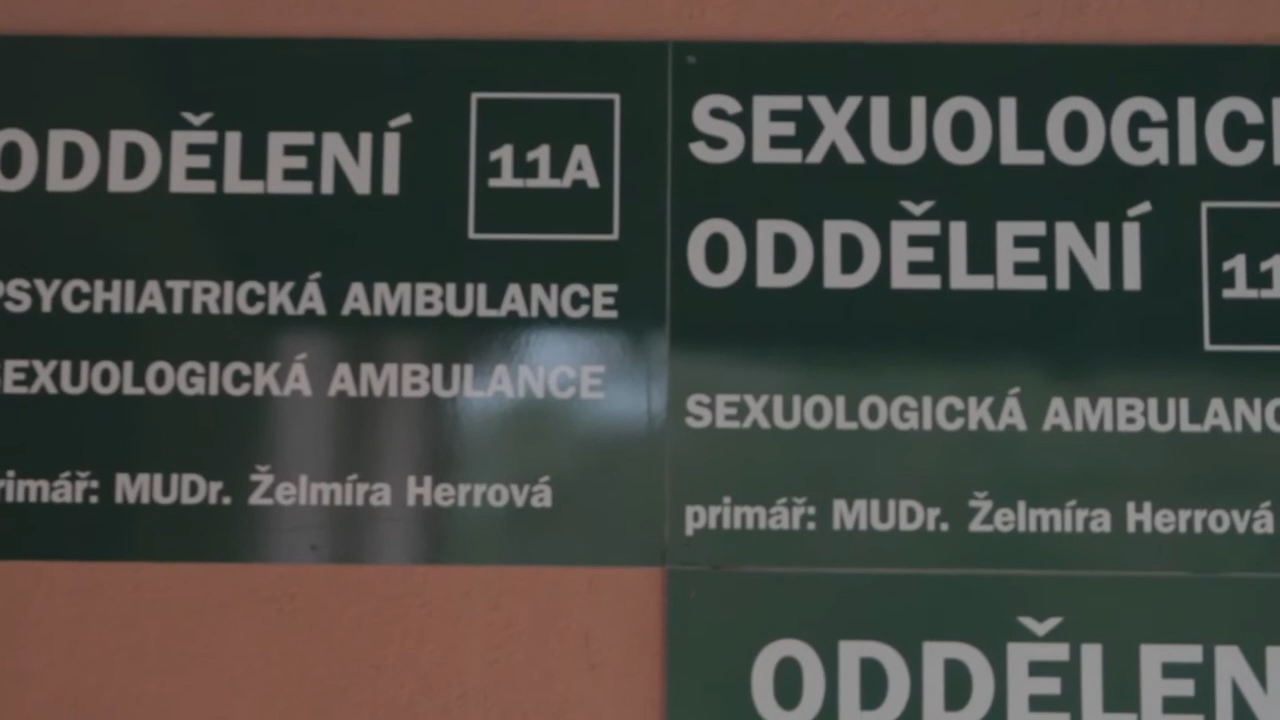 ODDĚLENÍ 11A
PSYCHIATRICKÁ AMBULANCE
SEXUOLOGICKÁ AMBULANCE
primář: MUDr. Želmíra Herrová
SEXUOLOGIC
ODDĚLENÍ 11
SEXUOLOGICKÁ AMBULANC
primář: MUDr. Želmíra Herrová
ODDĚLEN